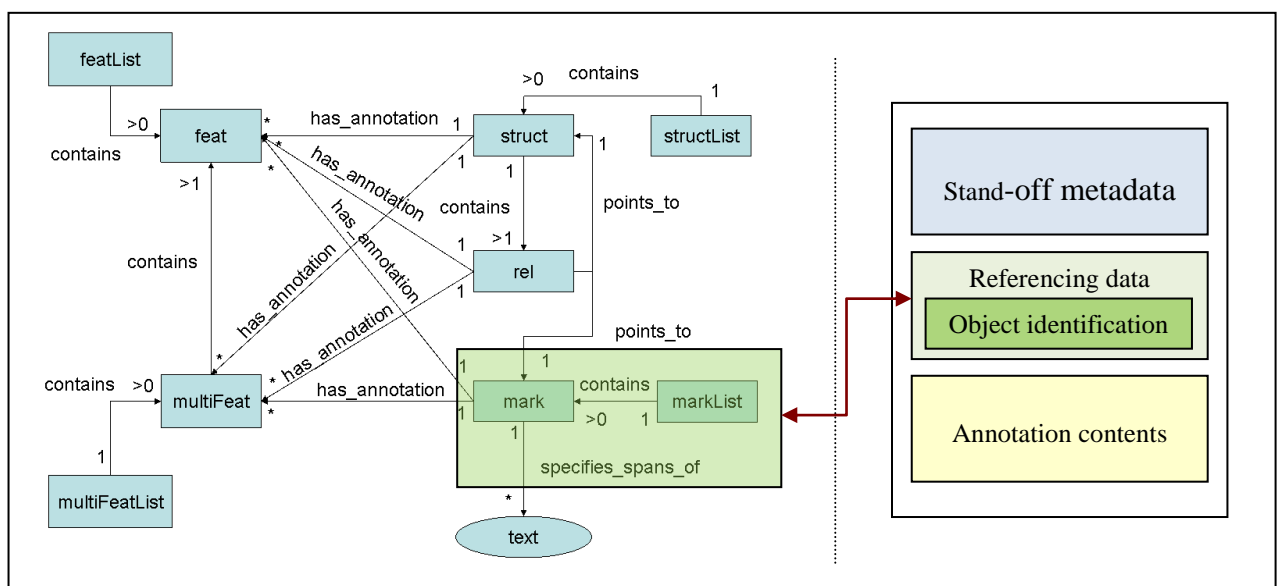 featList
contains
>0
1
>0
contains
feat
*
has_annotation
1
struct
structList
*
*
has_annotation
1
1
1
>1
contains
points_to
has_annotation
1
>1
contains
rel
1
has_annotation
points_to
has_annotation
*
*
1
1
contains
>0
multiFeat
*
has_annotation
1
mark
contains
markList
>0
1
1
1
specifies_spans_of
multiFeatList
*
text
Stand-off metadata
Referencing data
Object identification
Annotation contents